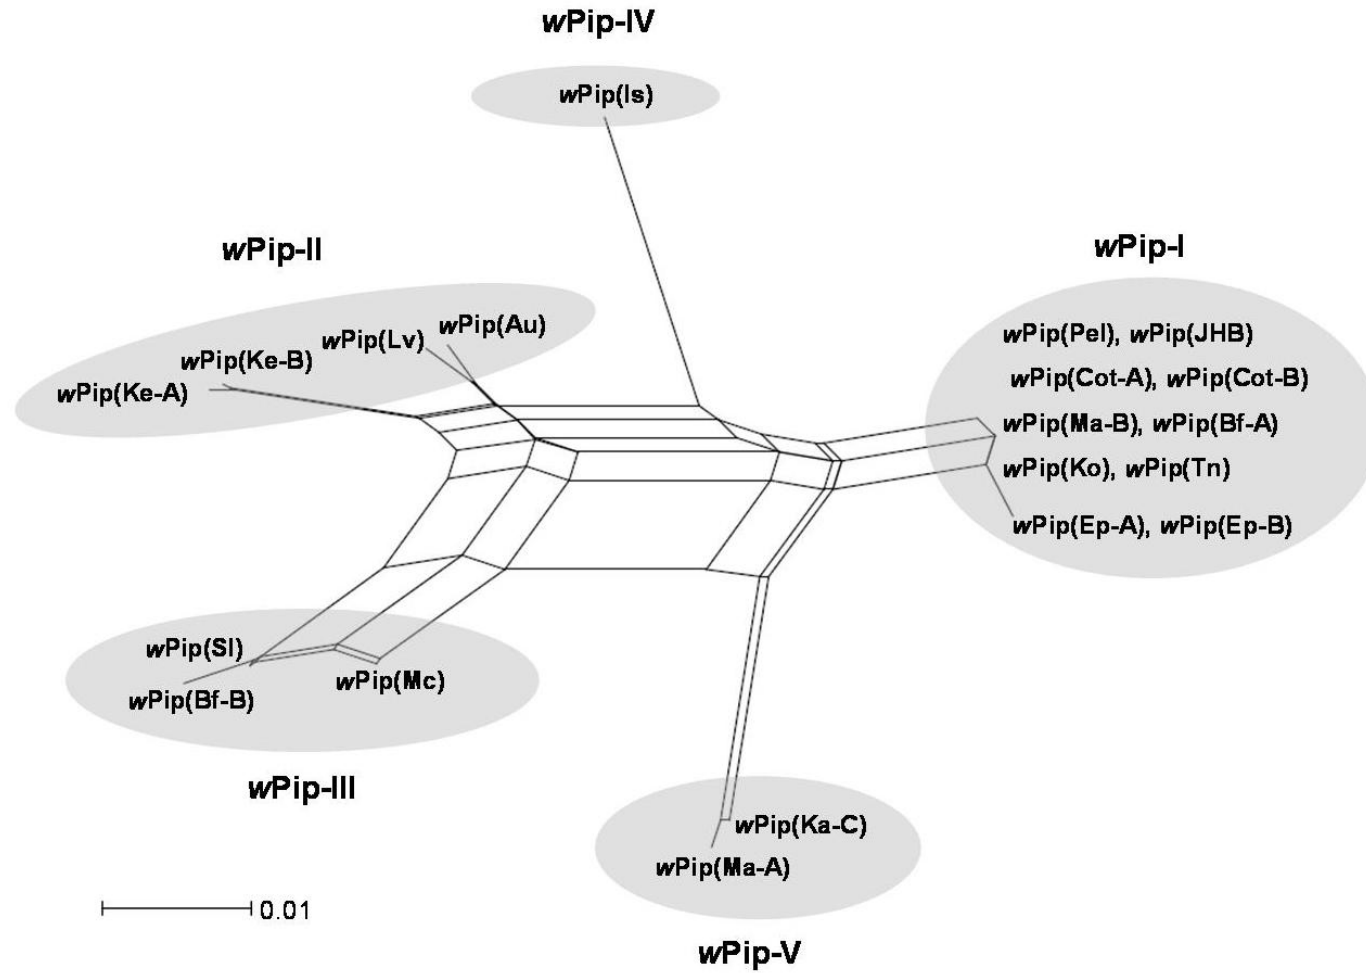 wPip-IV
wPip(Is)
wPip-II
wPip(Au)
wPip(Lv)
wPip(Ke-B)
wPip(Ke-A)
wPip-I
wPip(Pel), wPip(JHB)
wPip(Cot-A), wPip(Cot-B)
wPip(Ma-B), wPip(Bf-A)
wPip(Ko), wPip(Tn)
wPip(Ep-A), wPip(Ep-B)
wPip(Sl)
wPip(Bf-B)
wPip(Mc)
wPip-III
wPip(Ka-C)
wPip(Ma-A)
wPip-V
0.01